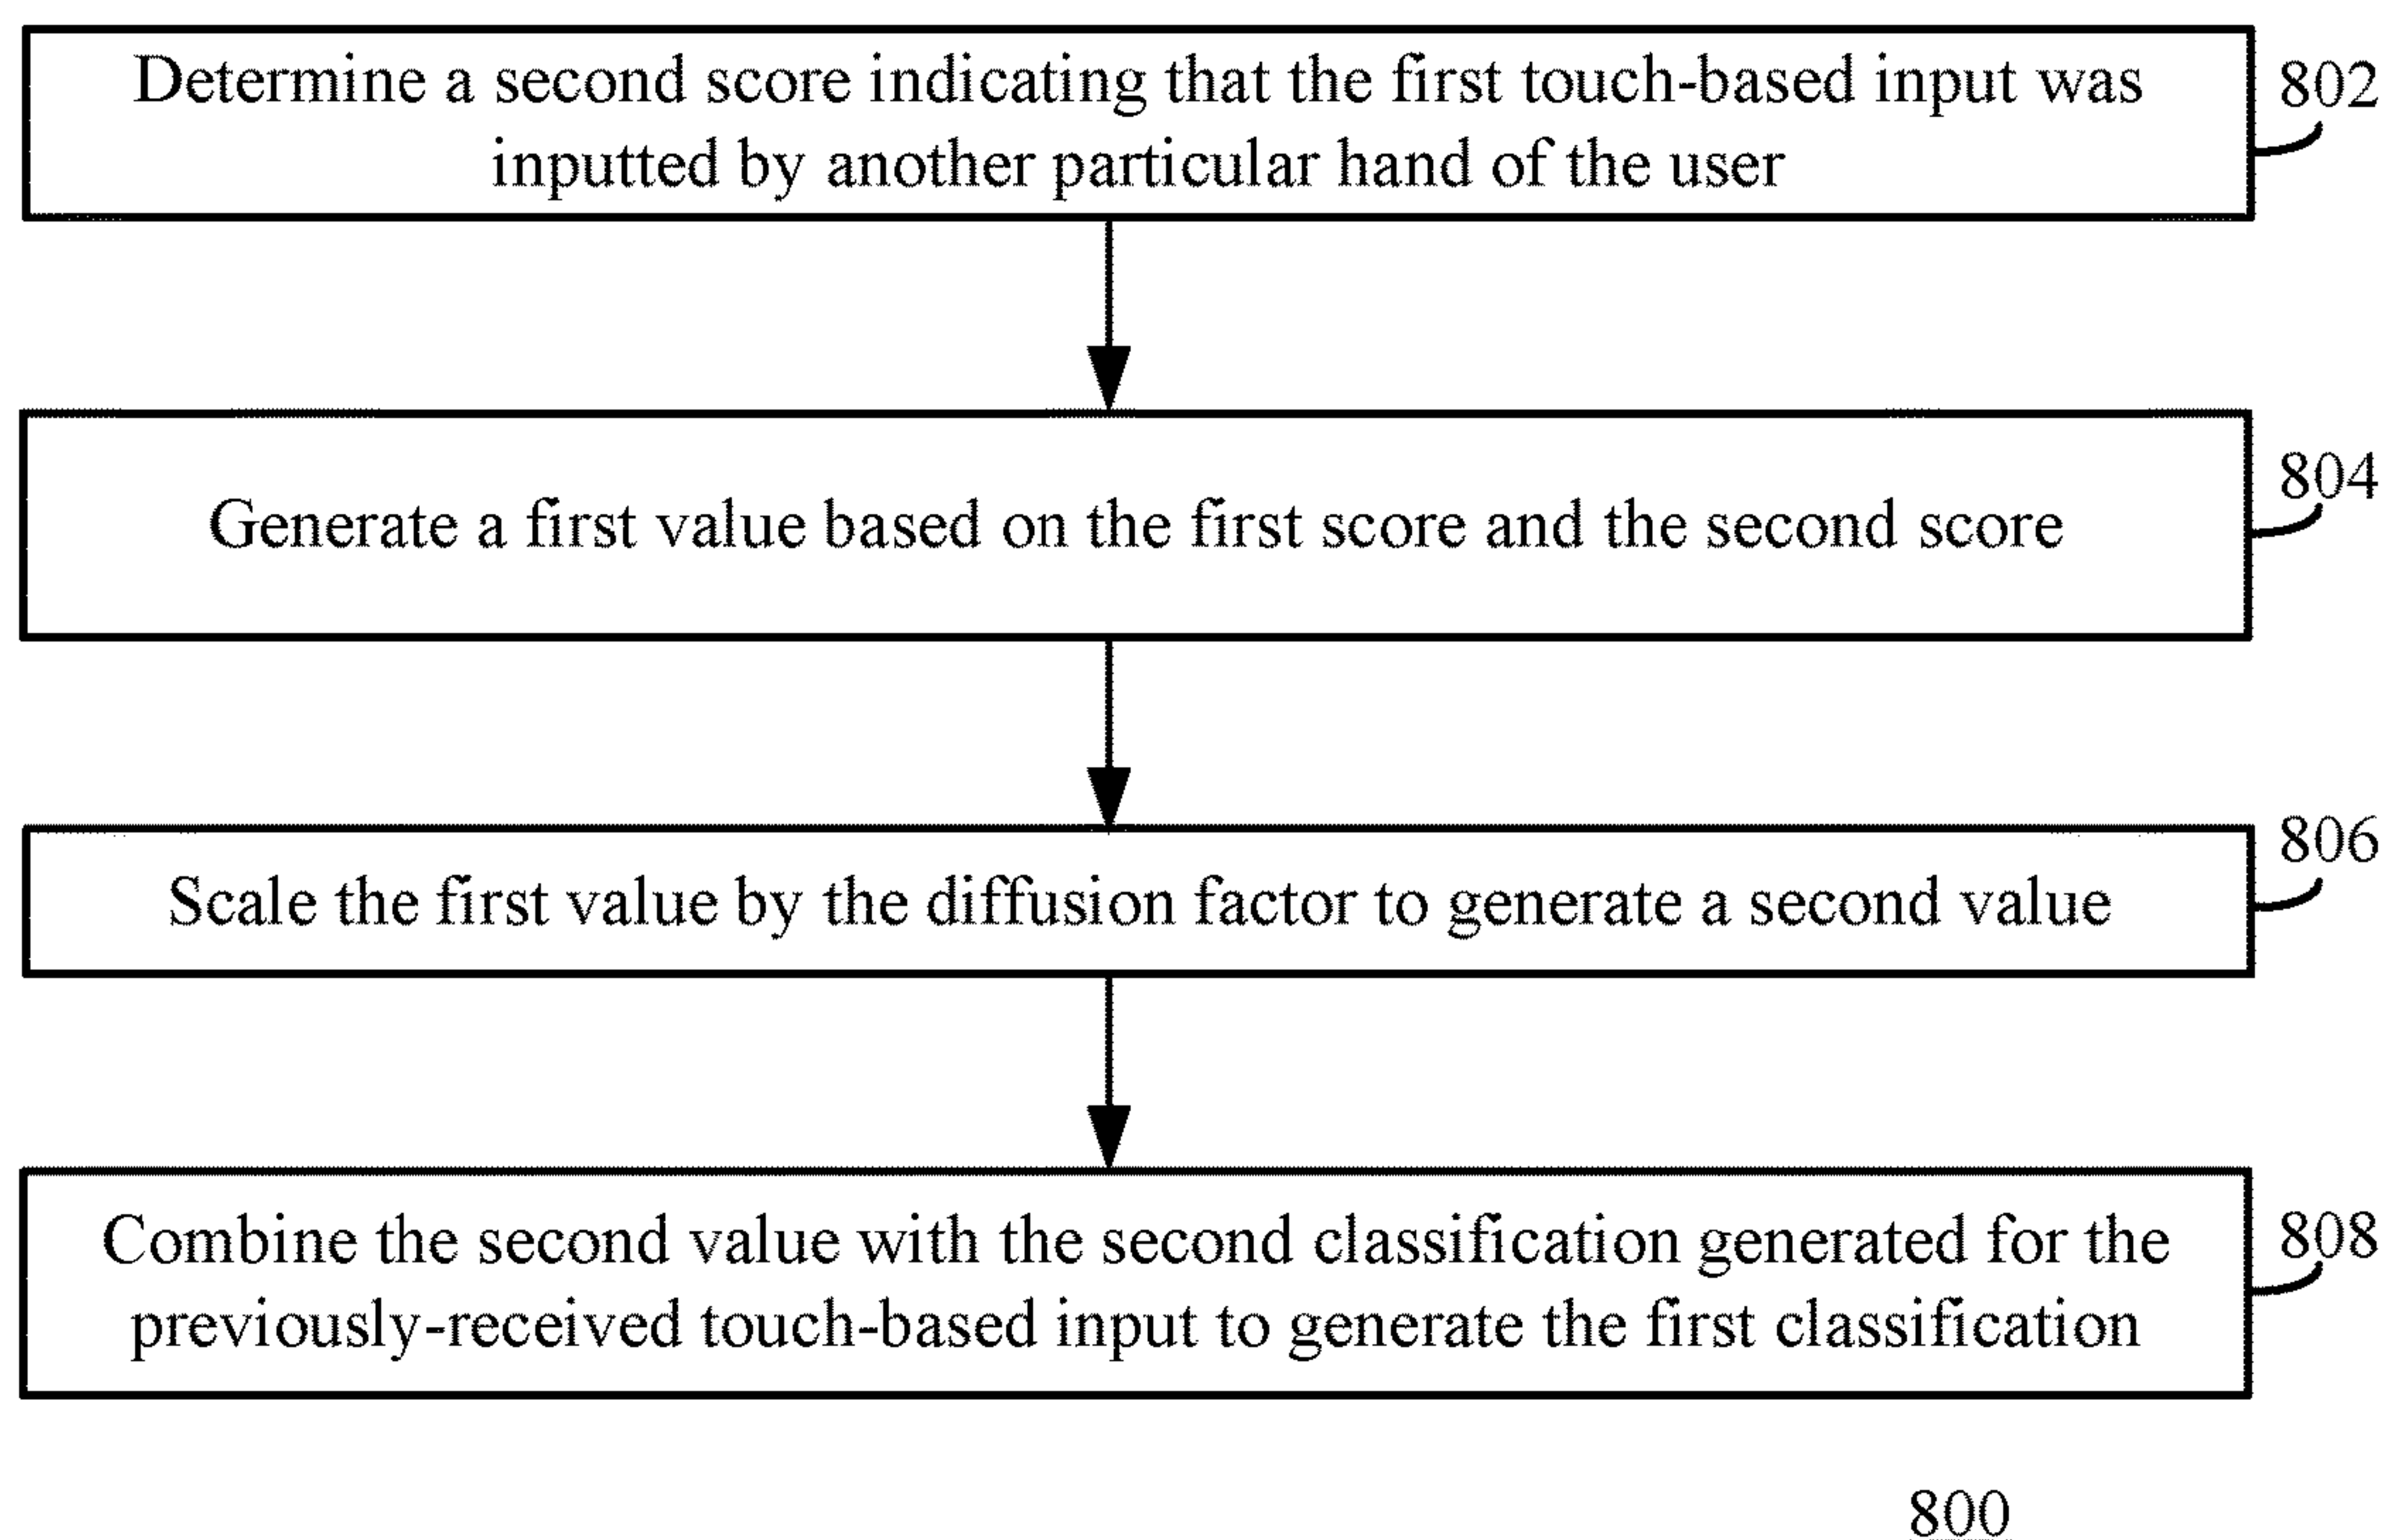 Determine a second score indicating that the first touch-based input was
inputted by another particular hand of the user
802
Generate a first value based on the first score and the second score
804
Scale the first value by the diffusion factor to generate a second value
806
Combine the second value with the second classification generated for the
previously-received touch-based input to generate the first classification
808
800